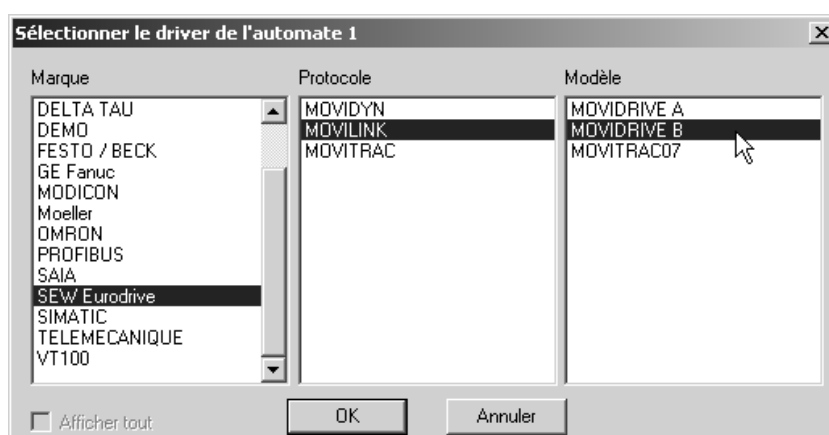 Sélectionner le driver de l'automate 1
Marque
Protocole
Modèle
DELTA TAU
DEMO
FESTO / BECK
GE Fanuc
MODICON
Moeller
OMRON
PROFIBUS
SAIA
SEW Eurodrive
SIMATIC
TELEMECANIQUE
VT100
MOVIDYN
MOVILINK
MOVITRAC
MOVIDRIVE A
MOVIDRIVE B
MOVITRAC07
Afficher tout
OK
Annuler